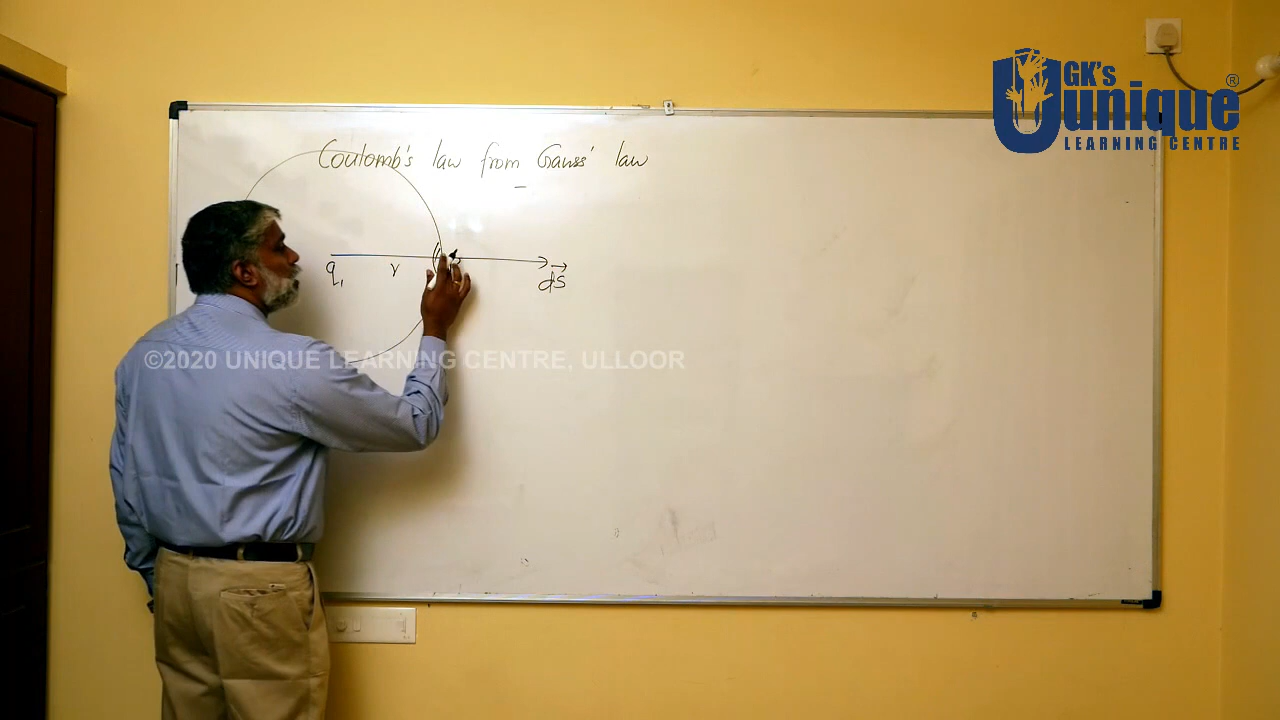 GK's
unique®
LEARNING CENTRE
Coulomb's law from Gauss' law
q₁ r
dS
©2020 UNIQUE LEARNING CENTRE, ULLOOR